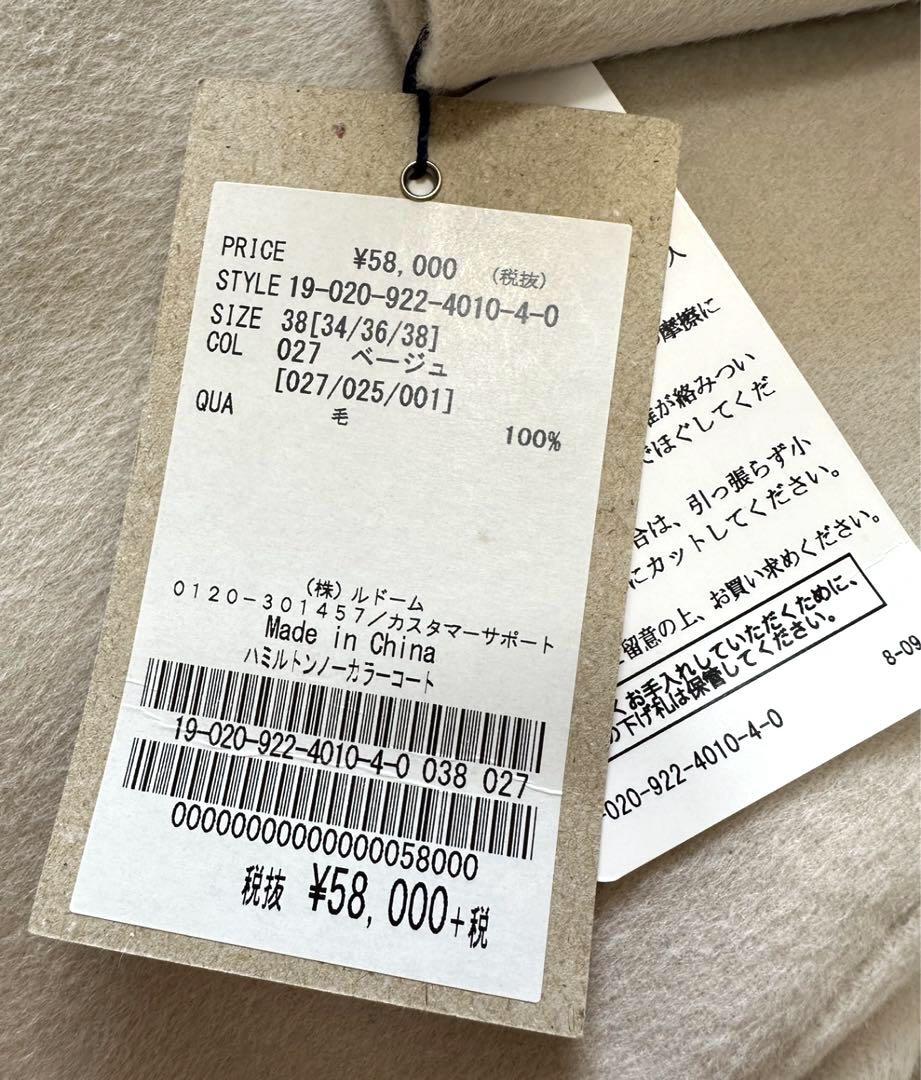 PRICE ¥58,000 (税抜)
STYLE 19-020-922-4010-4-0
SIZE 38[34/36/38]
COL 027 ベージュ
[027/025/001]
QUA 毛 100%
(株)ルドーム
0120-301457/カスタマーサポート
Made in China
ハミルトンノーカラーコート
19-020-922-4010-4-0 038 027
00000000000000058000
税抜 ¥58,000+税
摩擦に
が絡みつい
ほぐしてくだ
合は、引っ張らず小
にカットしてください。
留意の上、お買い求めください。
くお手入れしていただくために、
の下げ札は保管してください。
8-09
-020-922-4010-4-0